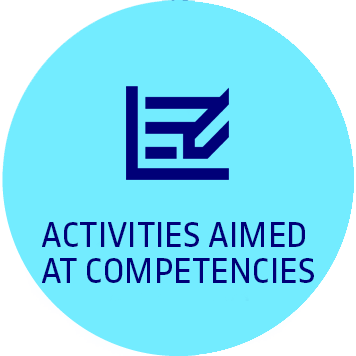 ACTIVITIES AIMED
AT COMPETENCIES